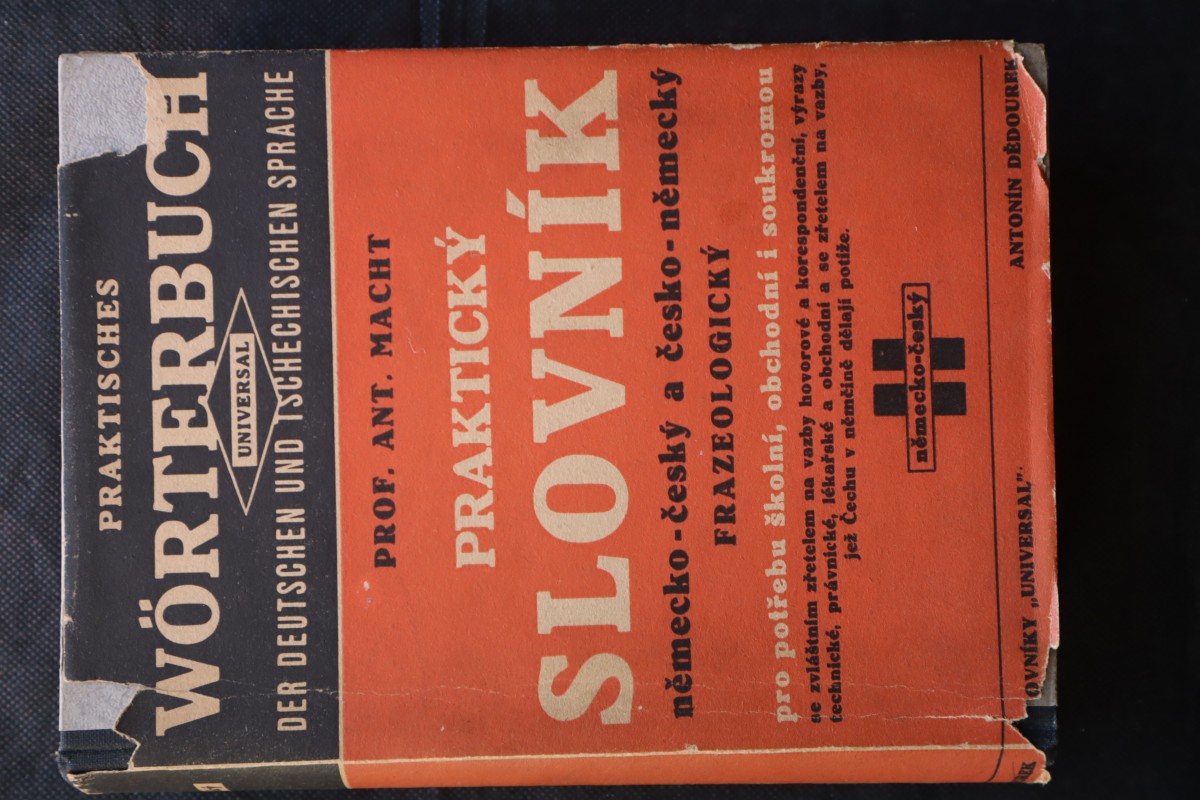 PRAKTISCHES
WÖRTERBUCH
UNIVERSAL
DER DEUTSCHEN UND TSCHECHISCHEN SPRACHE
PROF. ANT. MACHT
PRAKTICKÝ
SLOVNÍK
německo-český a česko-německý
FRAZEOLOGICKÝ
pro potřebu školní, obchodní i soukromou
se zvláštním zřetelem na vazby hovorové a korespondenční, výrazy
technické, právnické, lékařské a obchodní a se zřetelem na vazby,
jež Čechu v němčině dělají potíže.
německo-český
OVNÍKY „UNIVERSAL". ANTONÍN DĚDOUREK